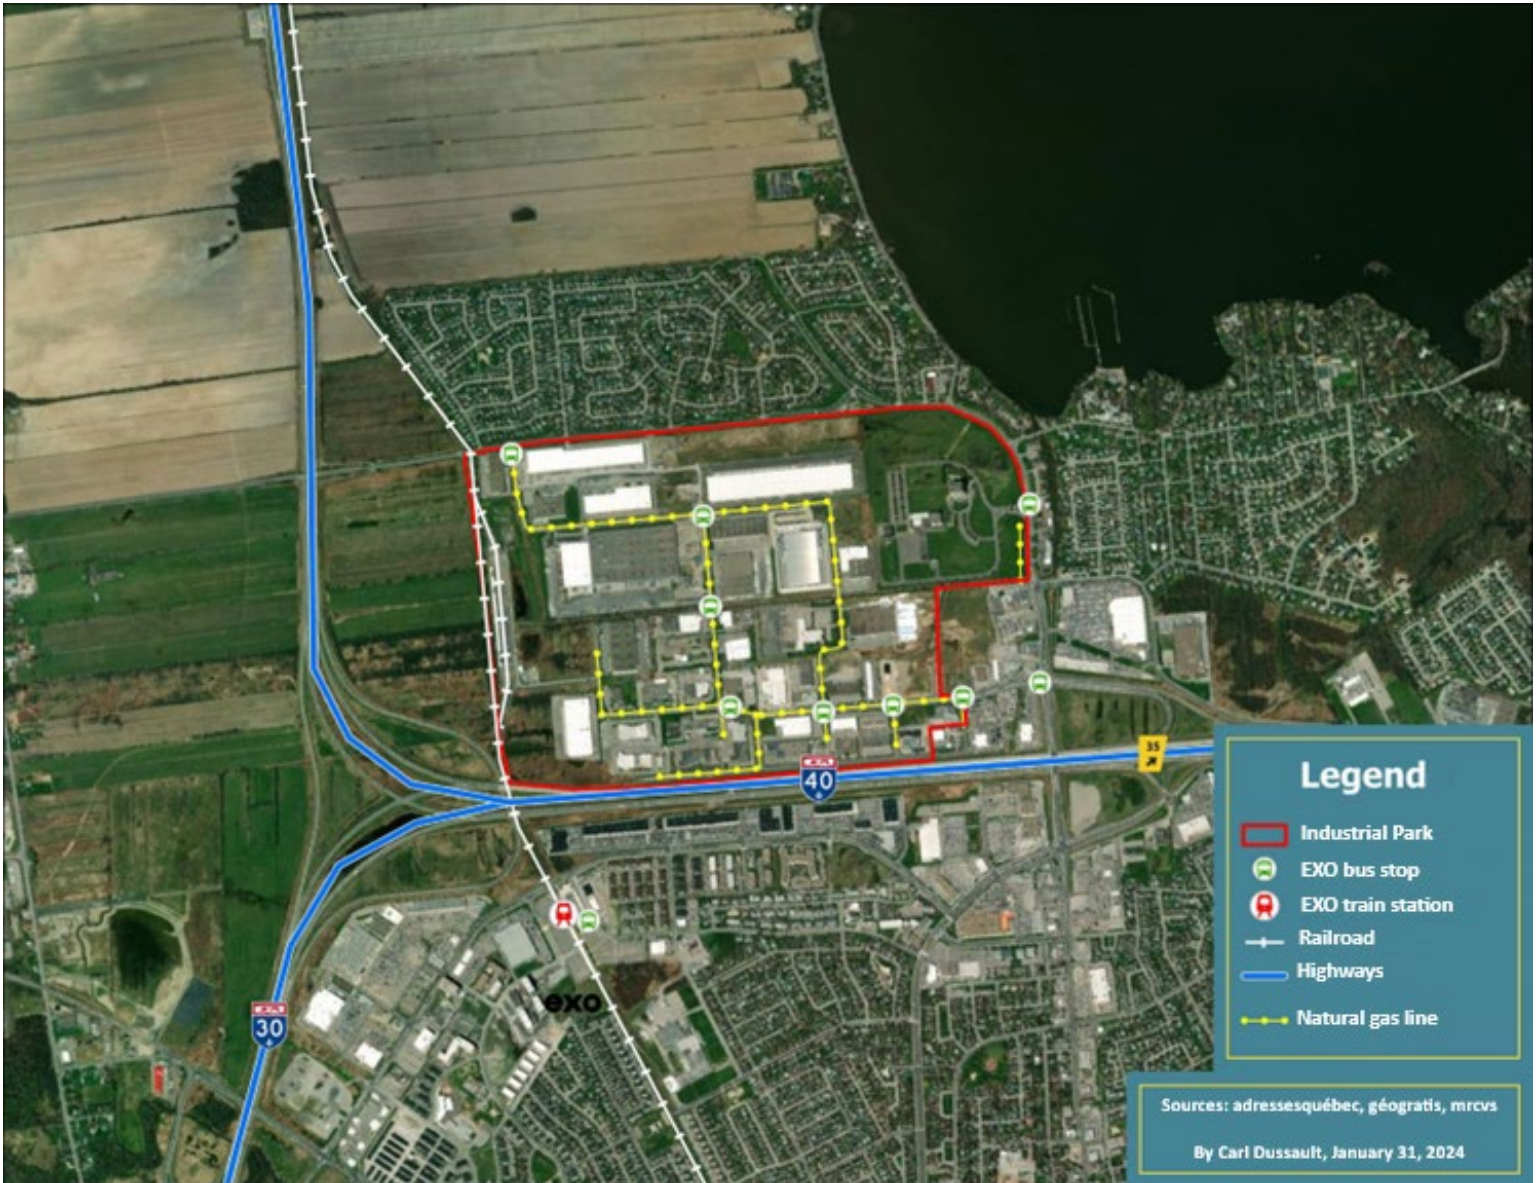 35
40
exo
30
Legend
Industrial Park
EXO bus stop
EXO train station
Railroad
Highways
Natural gas line
Sources: adressesquébec, géogratis, mrcvs
By Carl Dussault, January 31, 2024